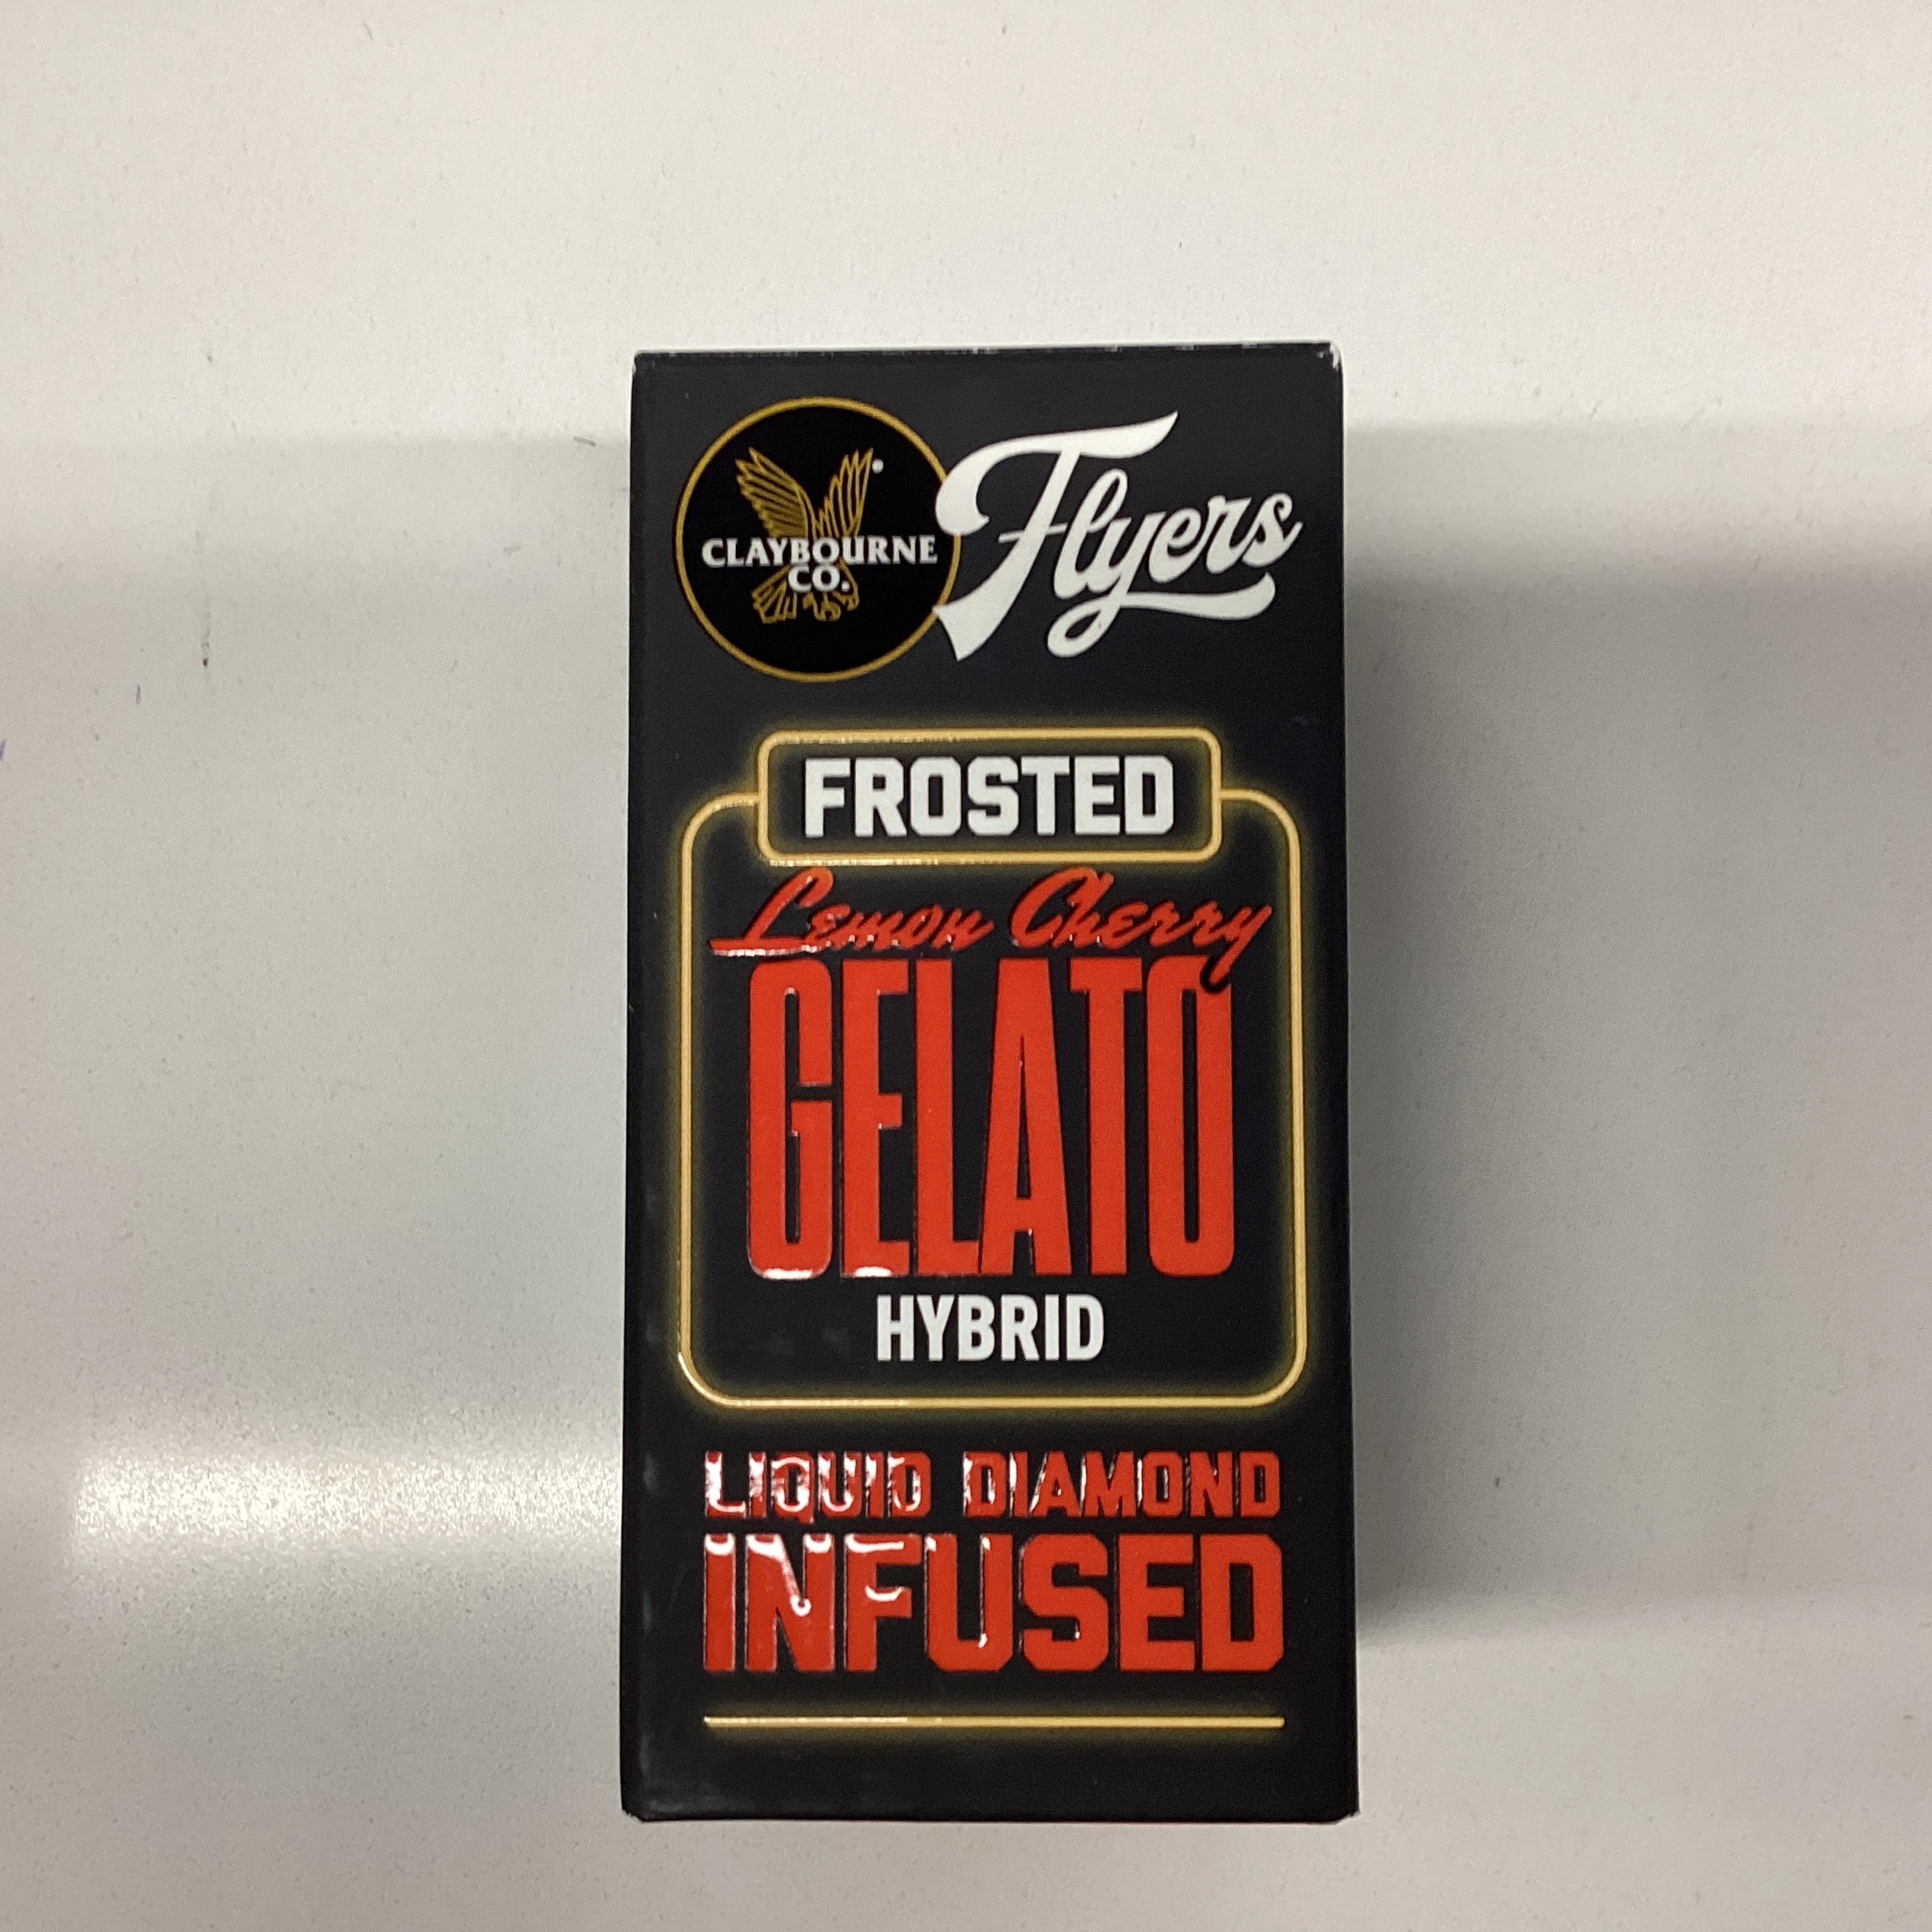 CLAYBOURNE
CO.
Flyers
FROSTED
Lemon Cherry
GELATO
HYBRID
LIQUID DIAMOND
INFUSED